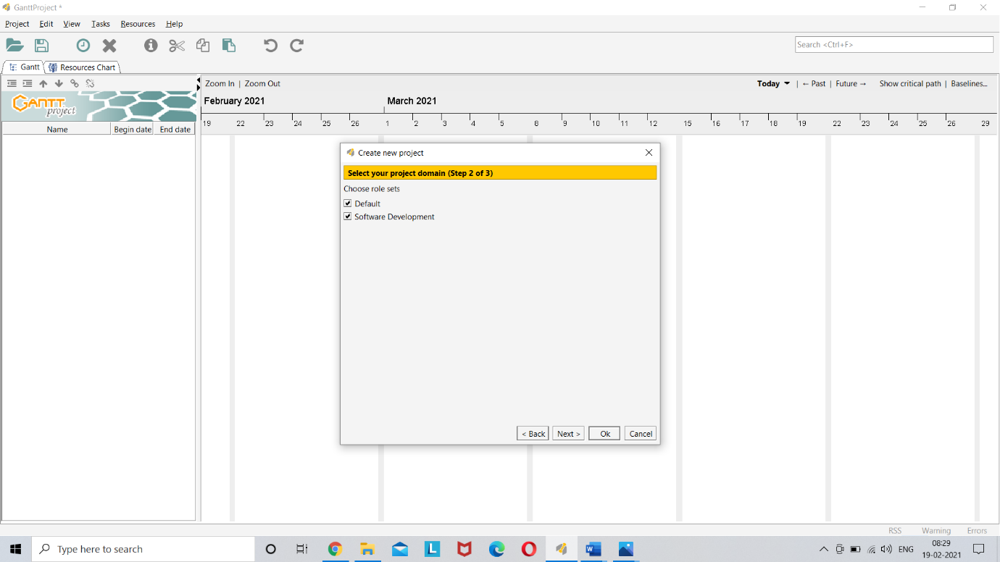 GanttProject *
Project Edit View Tasks Resources Help
Search <Ctrl+F>
Gantt Resources Chart
Zoom In | Zoom Out Today | ←Past | Future→ Show critical path | Baselines...
GANTT project
February 2021 March 2021
19 22 23 24 25 26 1 2 3 4 5 8 9 10 11 12 15 16 17 18 19 22 23 24 25 26 29
Name Begin date End date
Create new project
Select your project domain (Step 2 of 3)
Choose role sets
Default
Software Development
< Back Next > Ok Cancel
RSS Warning Errors
Type here to search
L
ENG
08:29
19-02-2021